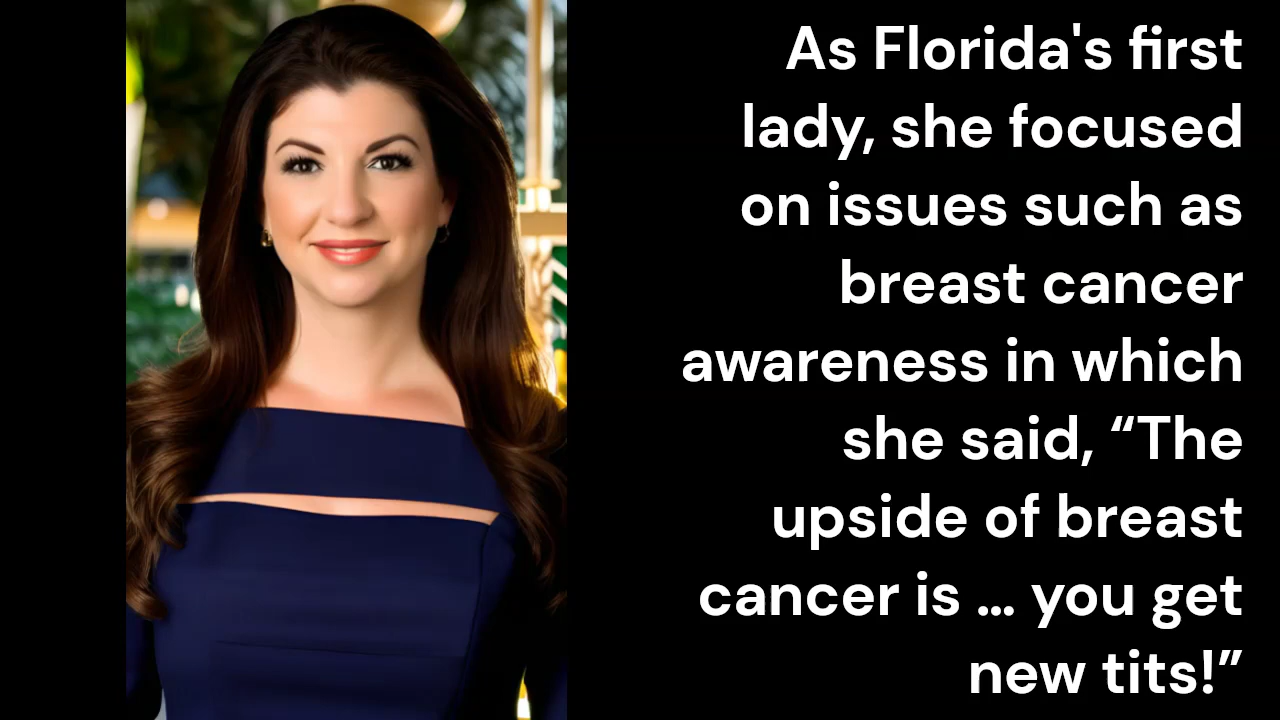 As Florida's first
lady, she focused
on issues such as
breast cancer
awareness in which
she said, “The
upside of breast
cancer is ... you get
new tits!”